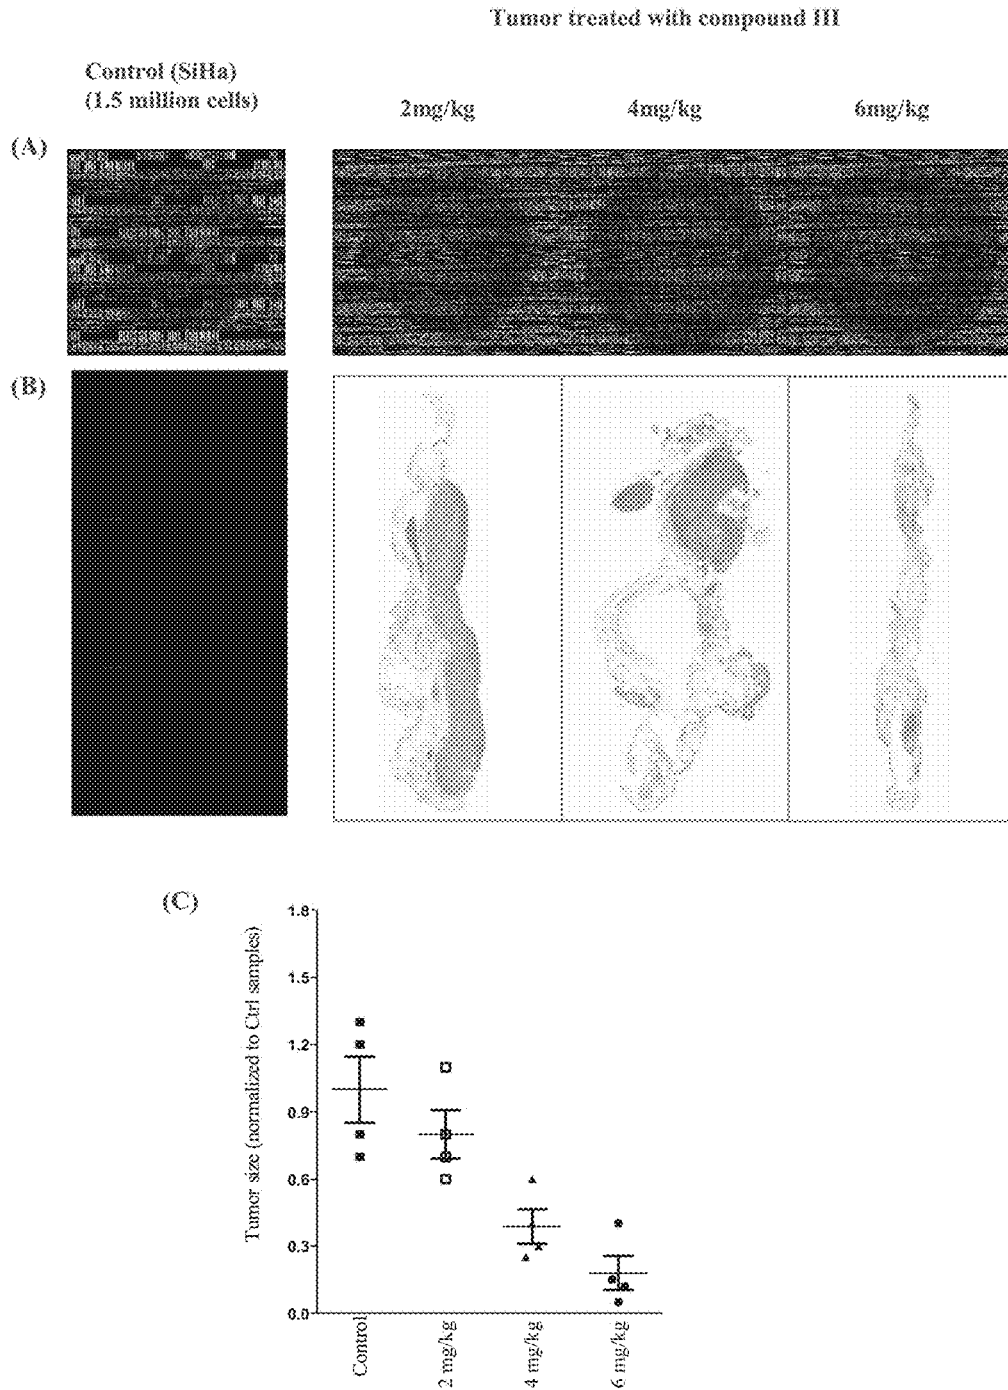 Tumor treated with compound III
Control (SiHa)
(1.5 million cells)
2mg/kg
4mg/kg
6mg/kg
(A)
(B)
(C)
Tumor size (normalized to Ctrl samples)
1.8
1.5
1.2
0.9
0.6
0.3
0.0
Control
2 mg/kg
4 mg/kg
6 mg/kg